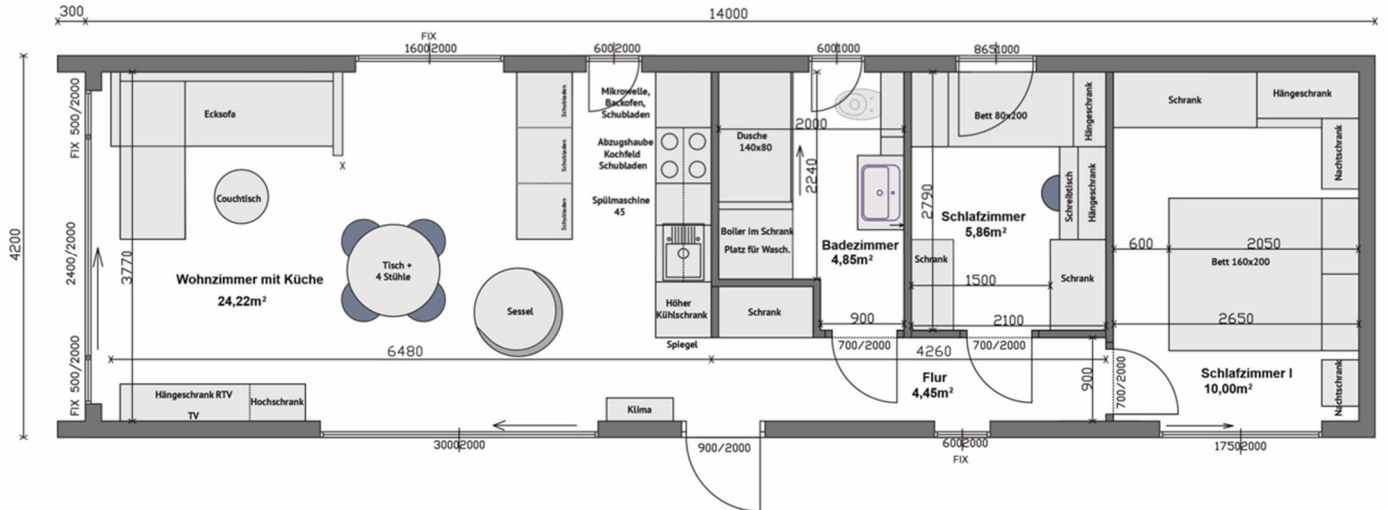 300
14000
FIX
1600 2000
600 2000
600 1000
865 1000
4200
FIX 500/2000
2400/2000
FIX 500/2000
3770
Ecksofa
X
Couchtisch
Wohnzimmer mit Küche
24,22m²
Tisch +
4 Stühle
Sessel
Schubladen
Schubladen
Schubladen
Mikrowelle,
Backofen,
Schubladen
Abzugshaube
Kochfeld
Schubladen
Spülmaschine
45
Höher
Kühlschrank
Spiegel
6480
Hängeschrank RTV
TV
Hochschrank
Klima
3000 2000
900/2000
Dusche
140x80
2000
2240
Boiler im Schrank
Platz für Wasch.
Schrank
Badezimmer
4,85m²
900
700/2000
4260
Flur
4,45m²
900
600 2000
FIX
Bett 80x200
Hängeschrank
2790
Schlafzimmer
5,86m²
Schreibtisch
Hängeschrank
Schrank
1500
Schrank
2100
700/2000
700/2000
Schrank
Hängeschrank
Nachtschrank
600
2050
Bett 160x200
2650
Schlafzimmer I
10,00m²
Nachtschrank
1750 2000